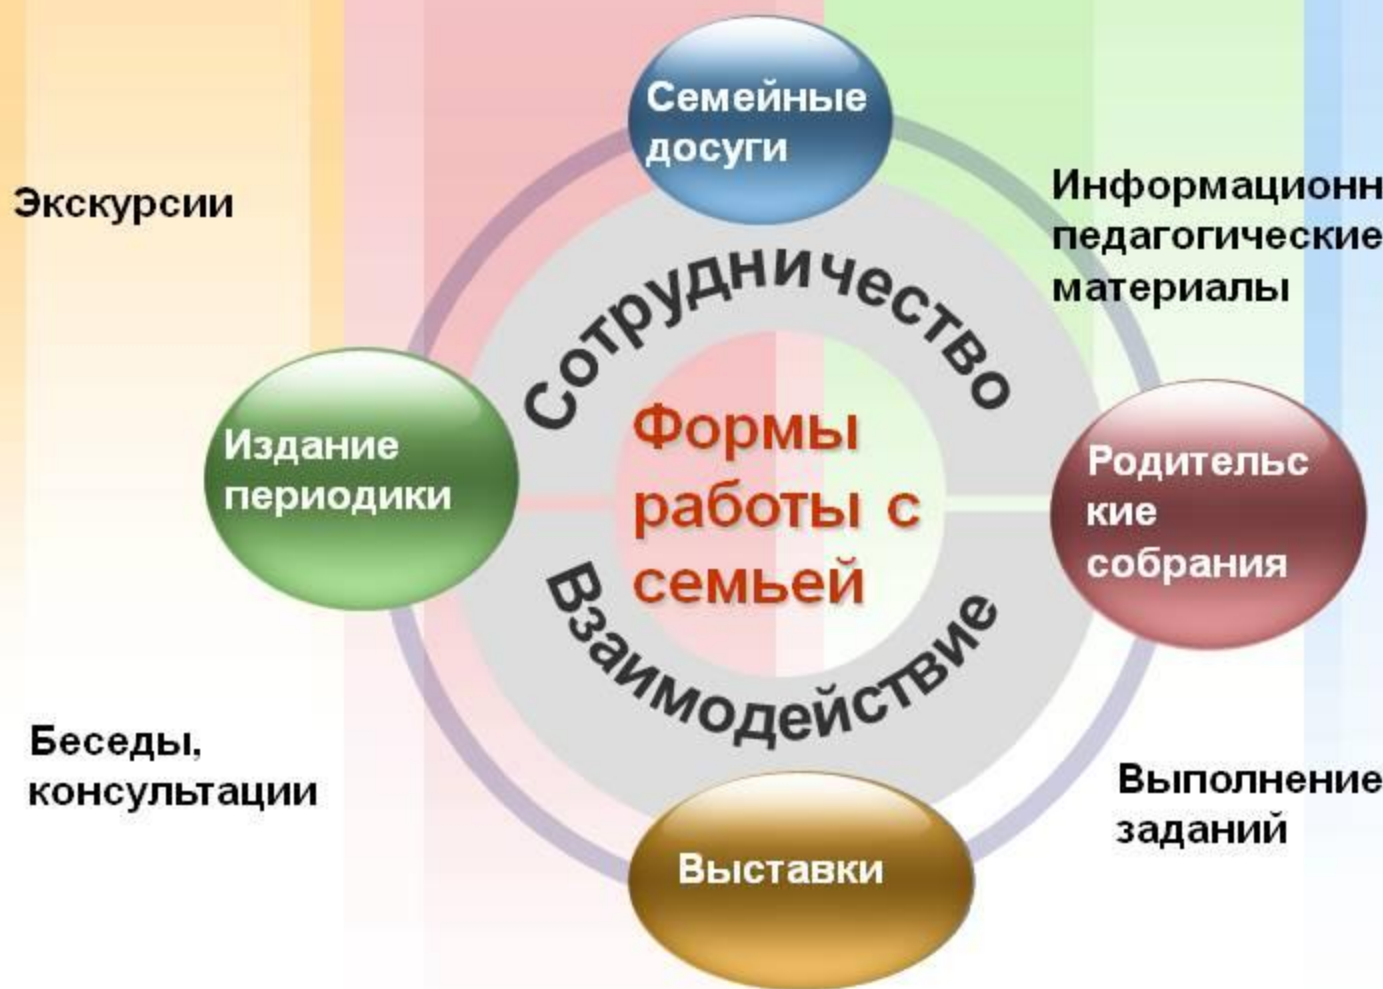 Семейные
досуги
Экскурсии
Информационн
педагогические
материалы
Сотрудничество
Издание
периодики
Формы
работы с
семьей
Родительс
кие
собрания
Взаимодействие
Беседы,
консультации
Выполнение
заданий
Выставки